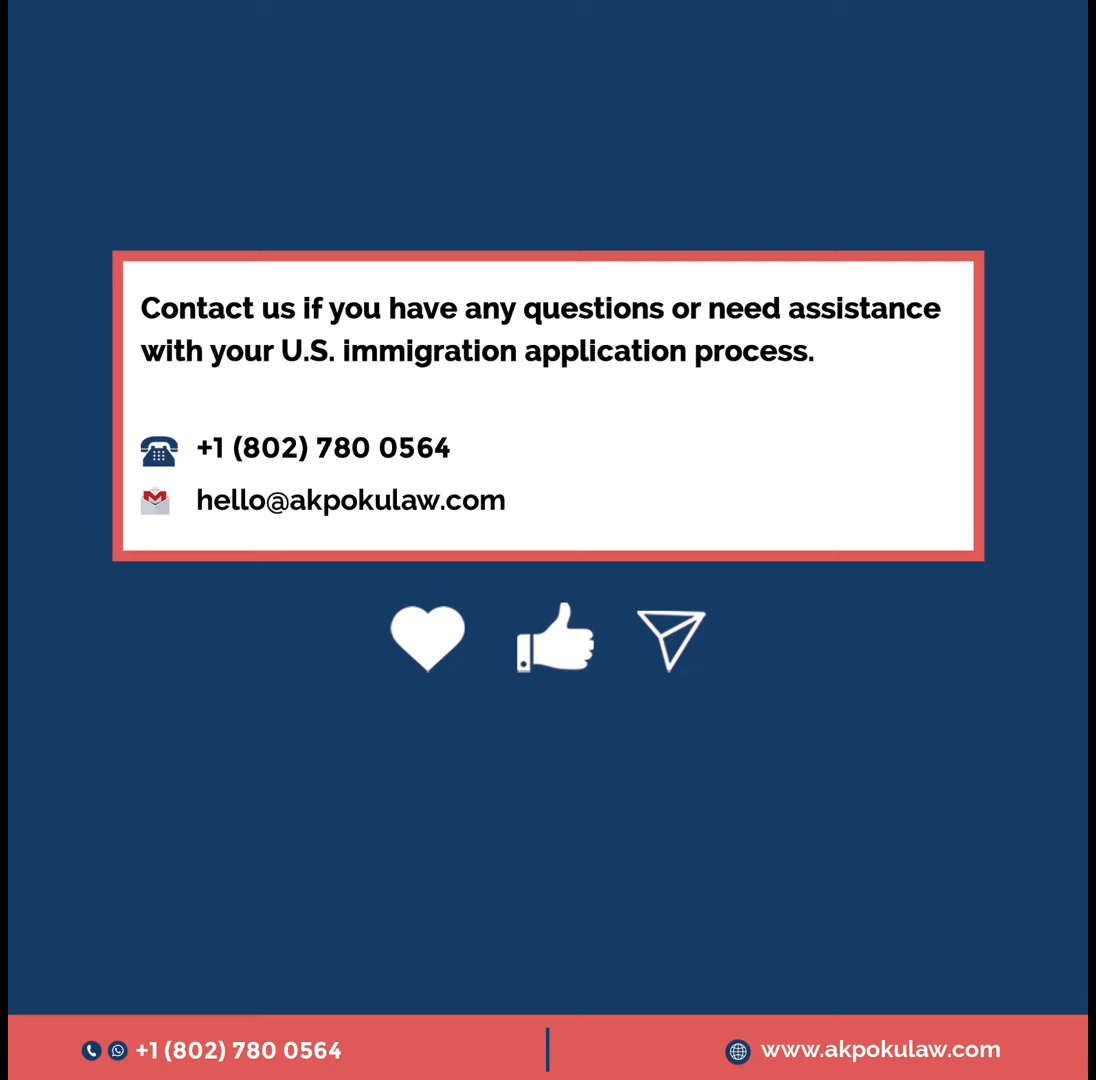 Contact us if you have any questions or need assistance
with your U.S. immigration application process.
+1 (802) 780 0564
hello@akpokulaw.com
+1 (802) 780 0564
www.akpokulaw.com